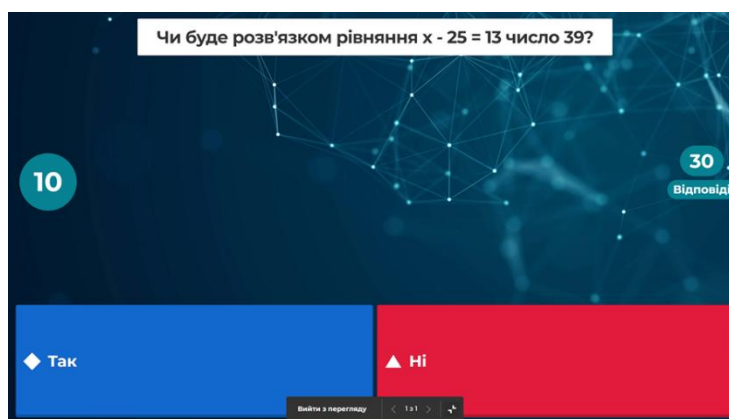 Чи буде розв'язком рівняння x - 25 = 13 число 39?
10
30
Відповіді
Так
Ні
Вийти з перегляду
1 з 1